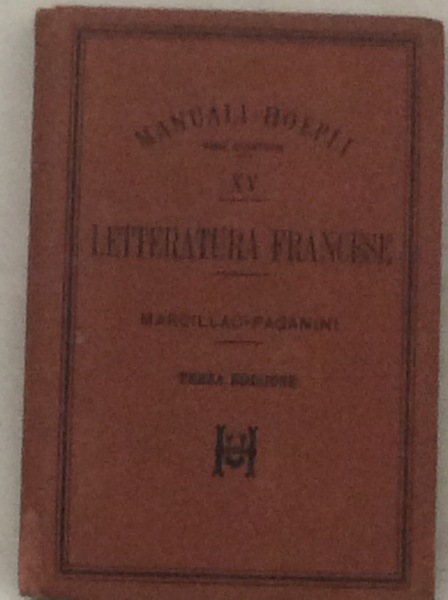 MANUALI HOEPLI
XV
LETTERATURA FRANCESE
MARCILLAC-PAGANINI
TERZA EDIZIONE